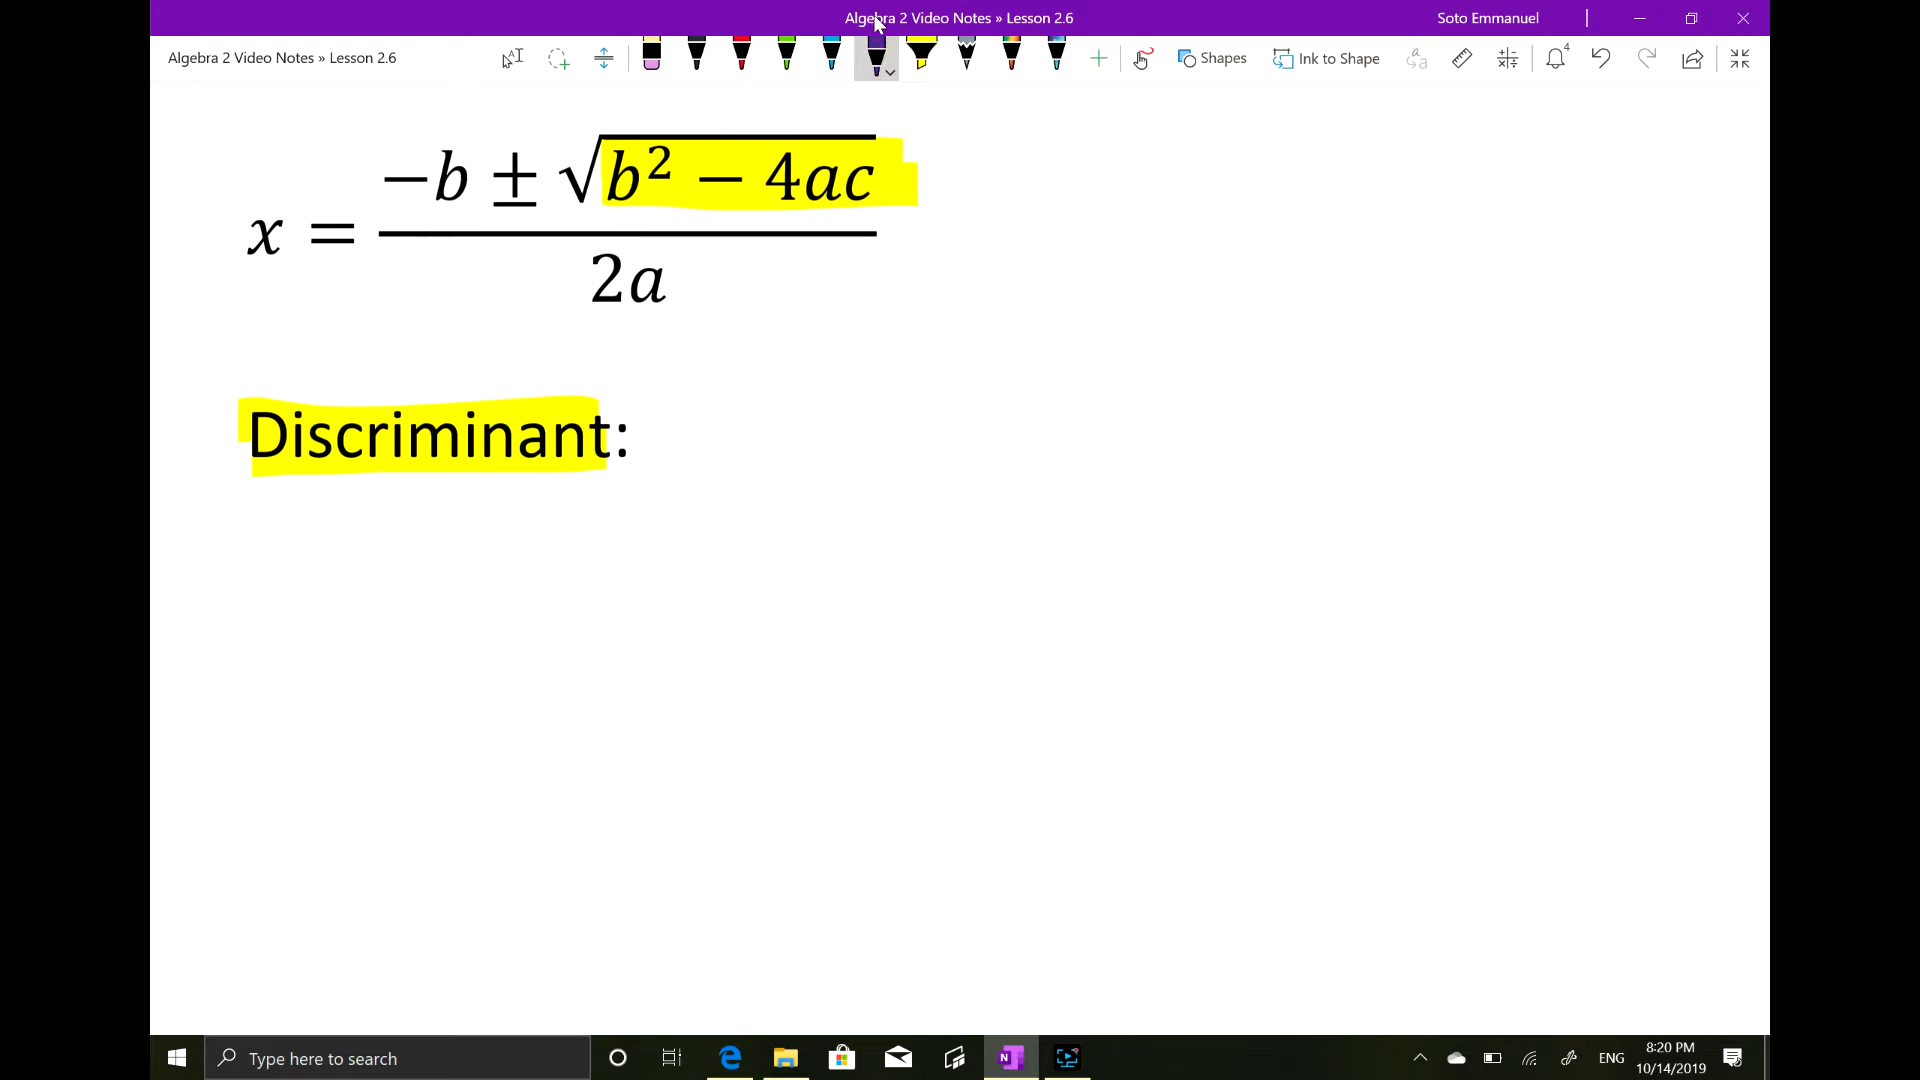 Algebra 2 Video Notes » Lesson 2.6
Soto Emmanuel
Algebra 2 Video Notes » Lesson 2.6
Shapes
Ink to Shape
4
x = (−b ± √(b² − 4ac)) / 2a
Discriminant:
Type here to search
ENG
8:20 PM
10/14/2019